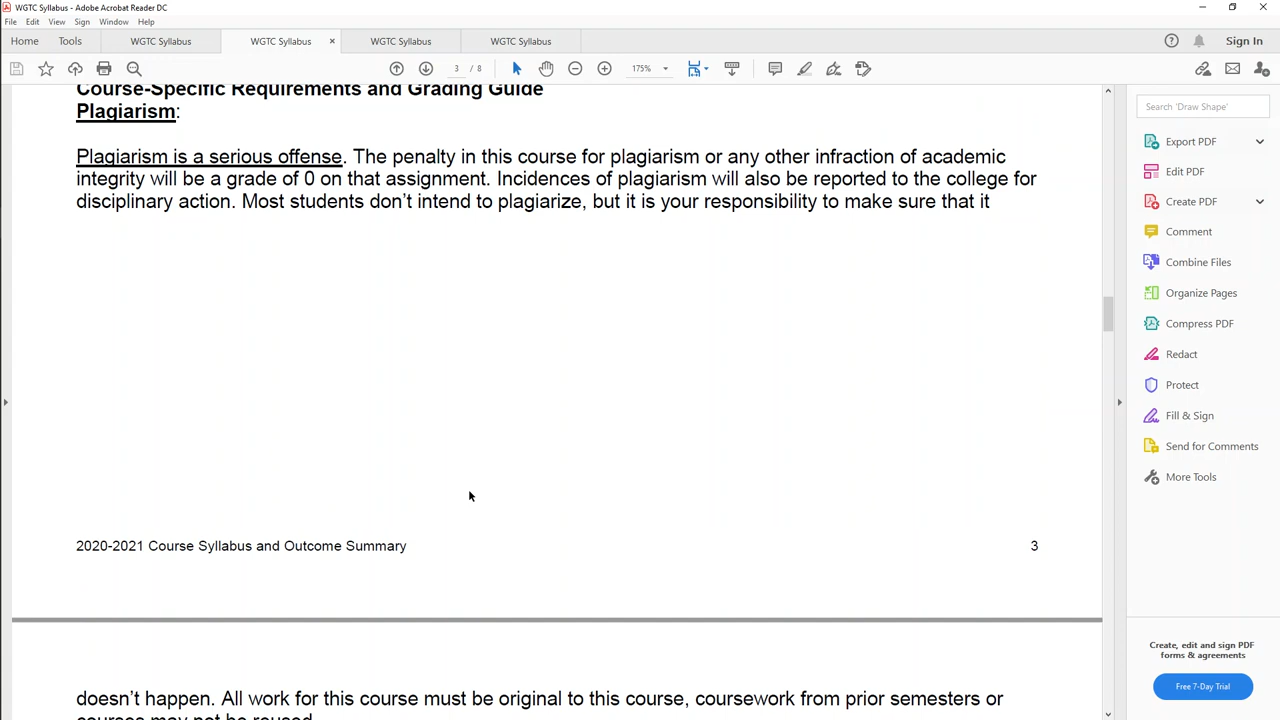 WGTC Syllabus - Adobe Acrobat Reader DC
File Edit View Sign Window Help
Home Tools WGTC Syllabus WGTC Syllabus × WGTC Syllabus WGTC Syllabus Sign In
3 / 8 175%
Course-Specific Requirements and Grading Guide
Plagiarism:
Plagiarism is a serious offense. The penalty in this course for plagiarism or any other infraction of academic
integrity will be a grade of 0 on that assignment. Incidences of plagiarism will also be reported to the college for
disciplinary action. Most students don’t intend to plagiarize, but it is your responsibility to make sure that it
2020-2021 Course Syllabus and Outcome Summary 3
doesn’t happen. All work for this course must be original to this course, coursework from prior semesters or
courses may not be reused.
Search 'Draw Shape'
Export PDF
Edit PDF
Create PDF
Comment
Combine Files
Organize Pages
Compress PDF
Redact
Protect
Fill & Sign
Send for Comments
More Tools
Create, edit and sign PDF
forms & agreements
Free 7-Day Trial